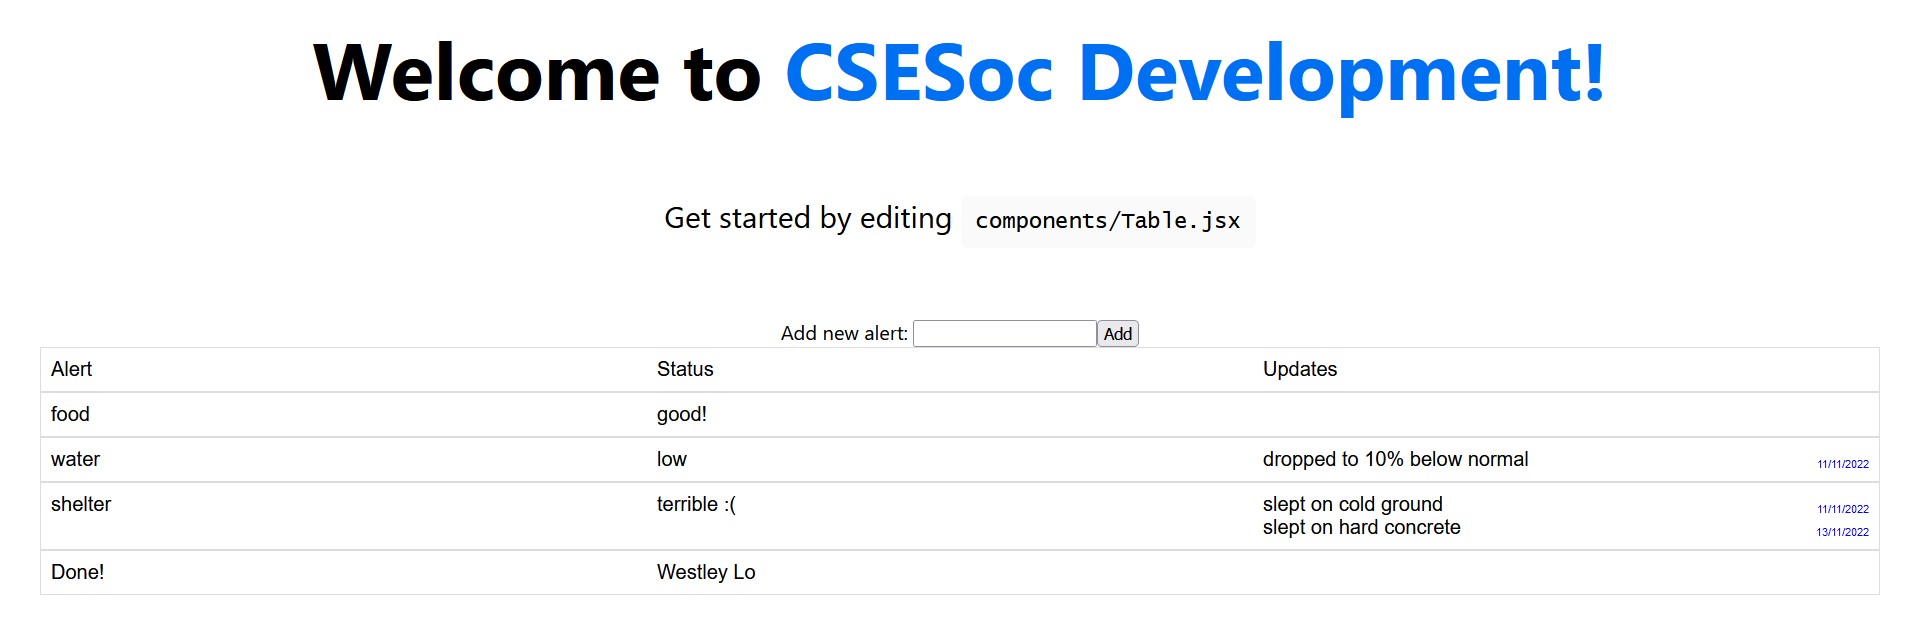 Welcome to CSESoc Development!
Get started by editing components/Table.jsx
Add new alert: Add
Alert Status Updates
food good!
water low dropped to 10% below normal 11/11/2022
shelter terrible :( slept on cold ground 11/11/2022
slept on hard concrete 13/11/2022
Done! Westley Lo